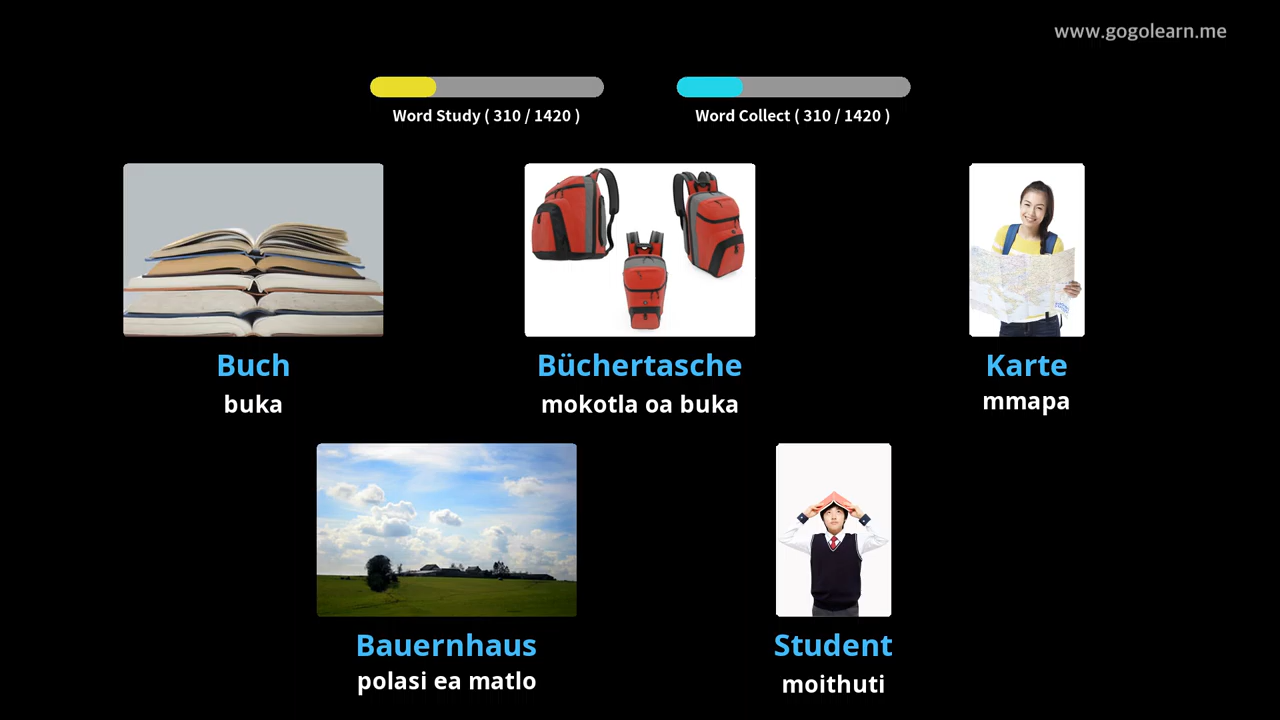 www.gogolearn.me
Word Study ( 310 / 1420 )
Word Collect ( 310 / 1420 )
Buch
buka
Büchertasche
mokotla oa buka
Karte
mmapa
Bauernhaus
polasi ea matlo
Student
moithuti